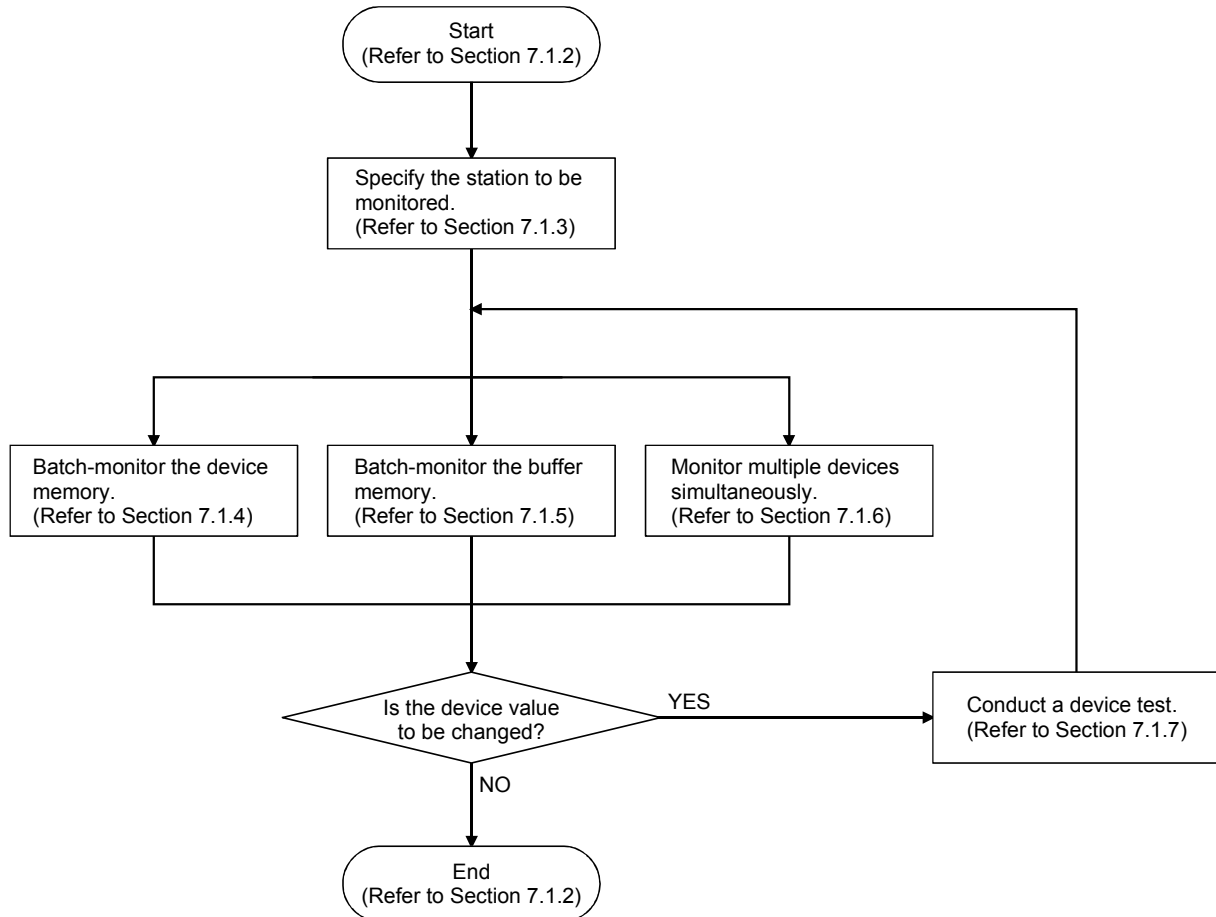 Start
(Refer to Section 7.1.2)
Specify the station to be
monitored.
(Refer to Section 7.1.3)
Batch-monitor the device
memory.
(Refer to Section 7.1.4)
Batch-monitor the buffer
memory.
(Refer to Section 7.1.5)
Monitor multiple devices
simultaneously.
(Refer to Section 7.1.6)
Is the device value
to be changed?
YES
Conduct a device test.
(Refer to Section 7.1.7)
NO
End
(Refer to Section 7.1.2)